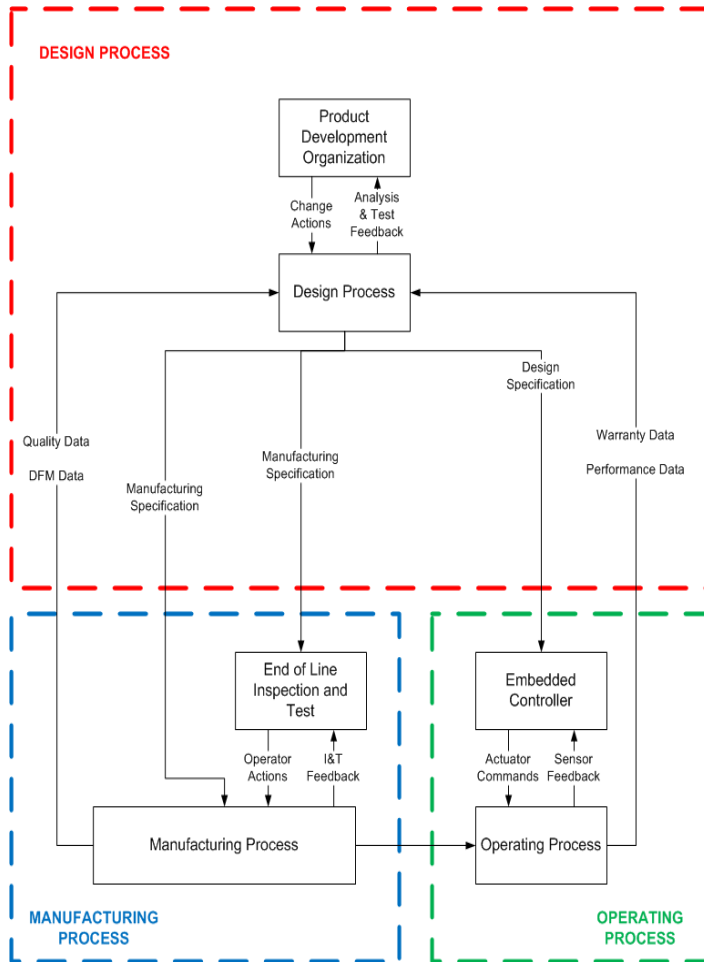 DESIGN PROCESS
Product
Development
Organization
Change
Actions
Analysis
& Test
Feedback
Design Process
Design
Specification
Quality Data
DFM Data
Manufacturing
Specification
Manufacturing
Specification
Warranty Data
Performance Data
End of Line
Inspection and
Test
Embedded
Controller
Operator
Actions
I&T
Feedback
Actuator
Commands
Sensor
Feedback
Manufacturing Process
Operating Process
MANUFACTURING
PROCESS
OPERATING
PROCESS